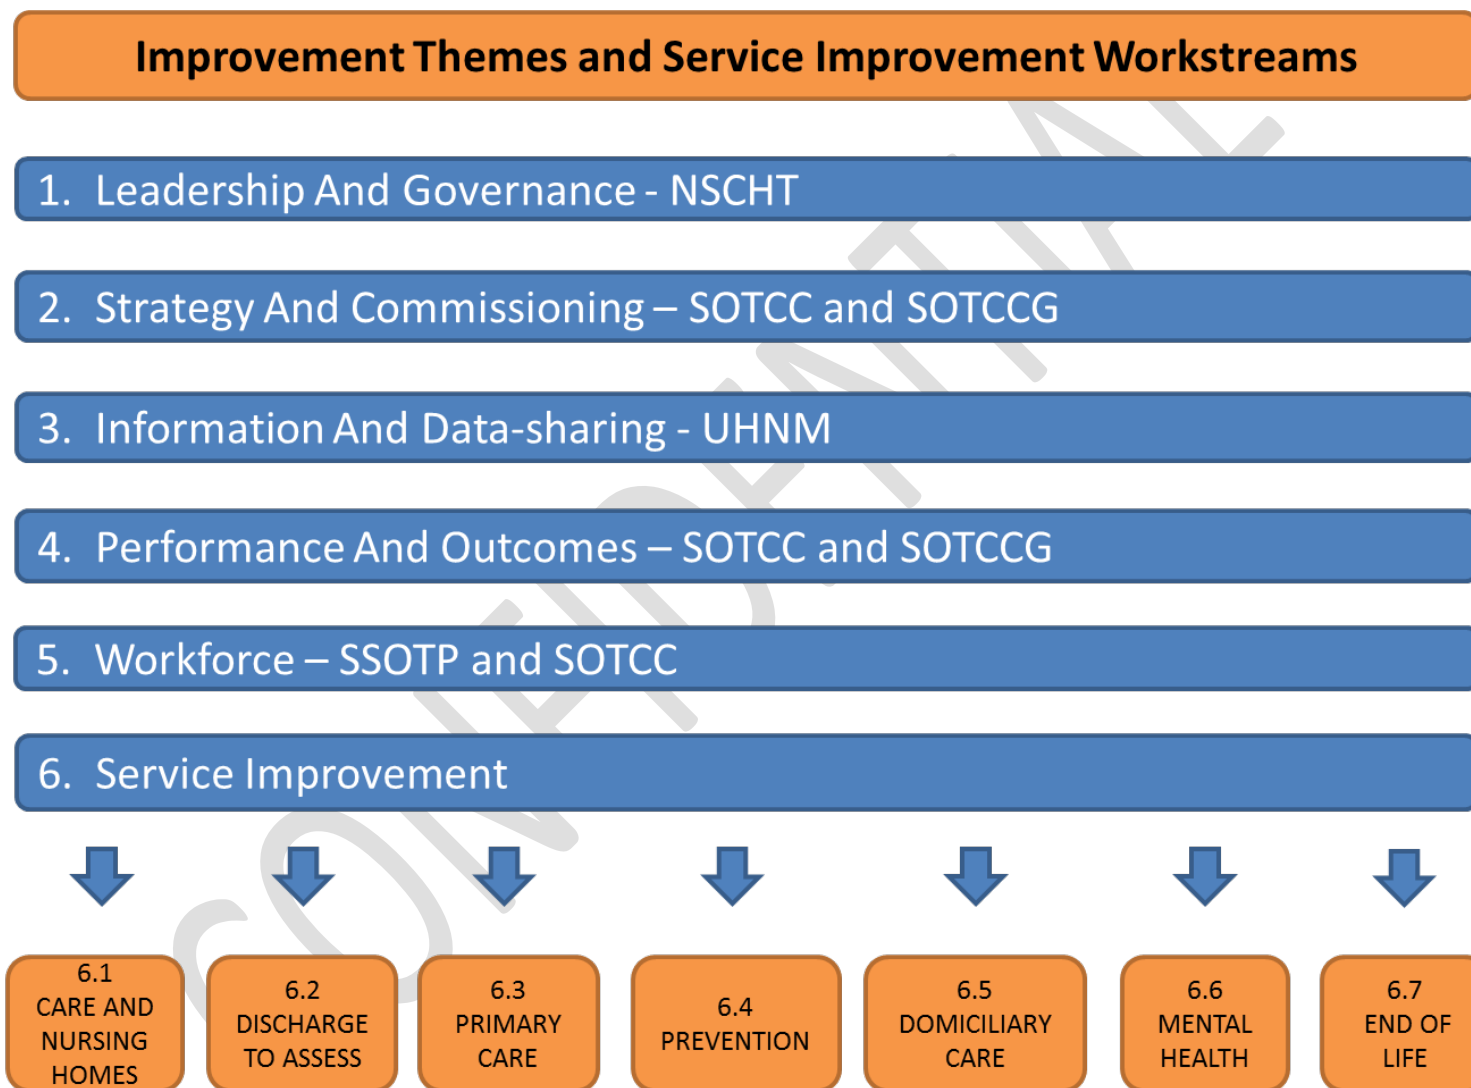 Improvement Themes and Service Improvement Workstreams
1. Leadership And Governance - NSCHT
2. Strategy And Commissioning – SOTCC and SOTCCG
3. Information And Data-sharing - UHNM
4. Performance And Outcomes – SOTCC and SOTCCG
5. Workforce – SSOTP and SOTCC
6. Service Improvement
6.1
CARE AND
NURSING
HOMES
6.2
DISCHARGE
TO ASSESS
6.3
PRIMARY
CARE
6.4
PREVENTION
6.5
DOMICILIARY
CARE
6.6
MENTAL
HEALTH
6.7
END OF
LIFE
CONFIDENTIAL